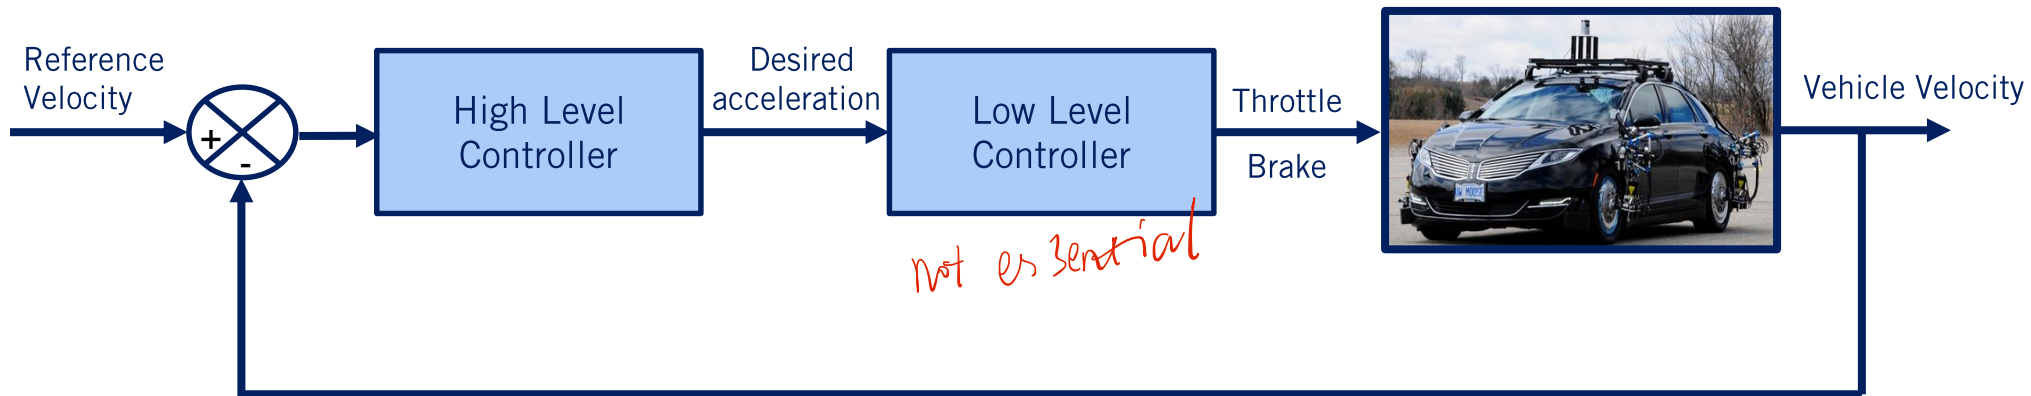 Reference
Velocity
+
-
High Level
Controller
Desired
acceleration
Low Level
Controller
Throttle
Brake
Vehicle Velocity
not essential